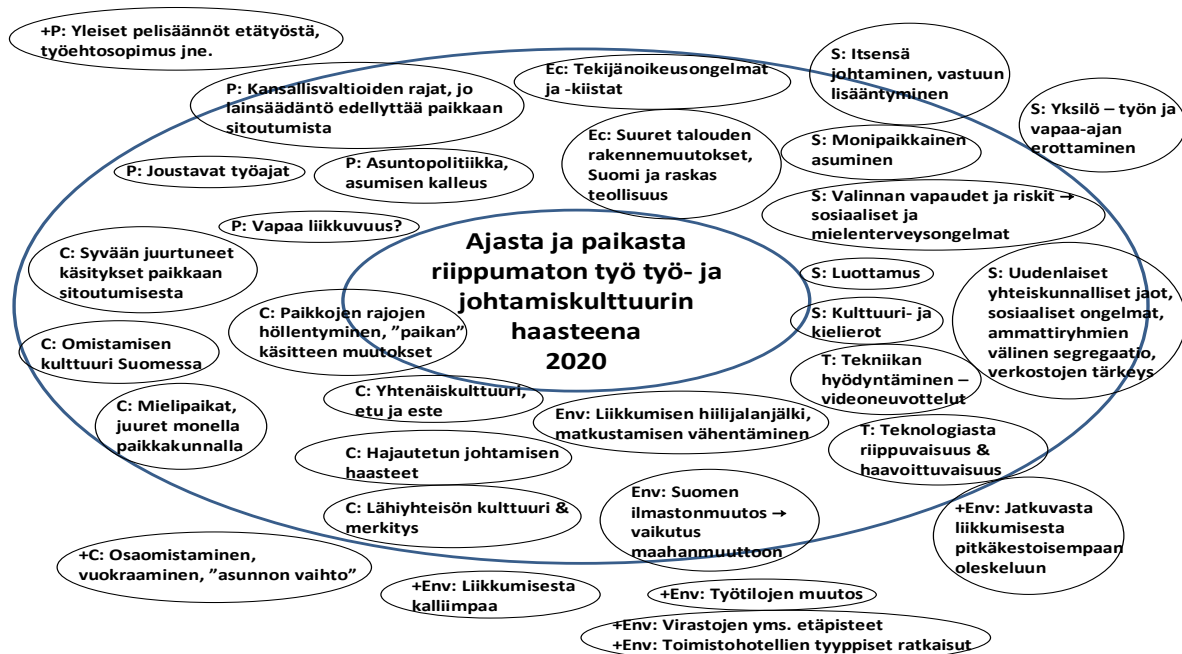 +P: Yleiset pelisäännöt etätyöstä,
työehtosopimus jne.
P: Kansallisvaltioiden rajat, jo
lainsäädäntö edellyttää paikkaan
sitoutumista
Ec: Tekijänoikeusongelmat
ja -kiistat
S: Itsensä
johtaminen, vastuun
lisääntyminen
S: Yksilö – työn ja
vapaa-ajan
erottaminen
P: Joustavat työajat
P: Asuntopolitiikka,
asumisen kalleus
Ec: Suuret talouden
rakennemuutokset,
Suomi ja raskas
teollisuus
S: Monipaikkainen
asuminen
S: Valinnan vapaudet ja riskit →
sosiaaliset ja
mielenterveysongelmat
P: Vapaa liikkuvuus?
C: Syvään juurtuneet
käsitykset paikkaan
sitoutumisesta
Ajasta ja paikasta
riippumaton työ työ- ja
johtamiskulttuurin
haasteena
2020
S: Luottamus
S: Uudenlaiset
yhteiskunnalliset jaot,
sosiaaliset ongelmat,
ammattiryhmien
välinen segregaatio,
verkostojen tärkeys
C: Paikkojen rajojen
höllentyminen, ”paikan”
käsitteen muutokset
S: Kulttuuri- ja
kielierot
C: Omistamisen
kulttuuri Suomessa
T: Tekniikan
hyödyntäminen –
videoneuvottelut
C: Mielipaikat,
juuret monella
paikkakunnalla
C: Yhtenäiskulttuuri,
etu ja este
Env: Liikkumisen hiilijalanjälki,
matkustamisen vähentäminen
T: Teknologiasta
riippuvaisuus &
haavoittuvaisuus
C: Hajautetun johtamisen
haasteet
C: Lähiyhteisön kulttuuri &
merkitys
Env: Suomen
ilmastonmuutos →
vaikutus
maahanmuuttoon
+Env: Jatkuvasta
liikkumisesta
pitkäkestoisempaan
oleskeluun
+C: Osaomistaminen,
vuokraaminen, ”asunnon vaihto”
+Env: Liikkumisesta
kalliimpaa
+Env: Työtilojen muutos
+Env: Virastojen yms. etäpisteet
+Env: Toimistohotellien tyyppiset ratkaisut